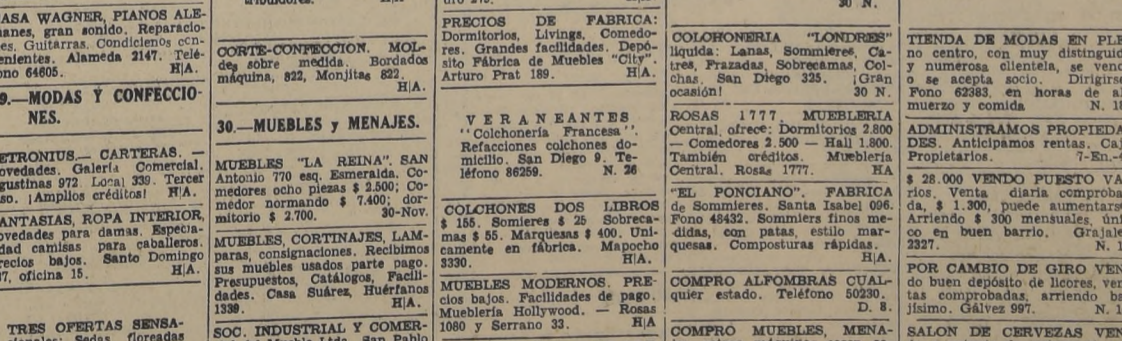 ASA WAGNER, PIANOS ALE-
manes, gran sonido. Reparacio-
es. Guitarras. Condiciones con-
enientes. Alameda 2147. Telé-
ono 64605. H|A.
9.—MODAS Y CONFECCIO-
NES.
ETRONIUS.— CARTERAS. —
ovedades. Galería Comercial.
gustinas 972. Local 339. Tercer
so. ¡Amplios créditos! H|A.
ANTASIAS, ROPA INTERIOR,
ovedades para damas. Especia-
dad camisas para caballeros.
recios bajos. Santo Domingo
7, oficina 15. H|A.
TRES OFERTAS SENSA-
Sedas floreadas
CORTE-CONFECCION. MOL-
des sobre medida. Bordados
máquina, 822, Monjitas 822.
H|A.
30.—MUEBLES y MENAJES.
MUEBLES "LA REINA". SAN
Antonio 770 esq. Esmeralda. Co-
medores ocho piezas $ 2.500; Co-
medor normando $ 7.400; dor-
mitorio $ 2.700. 30-Nov.
MUEBLES, CORTINAJES, LAM-
paras, consignaciones. Recibimos
sus muebles usados parte pago.
Presupuestos, Catálogos, Facili-
dades. Casa Suárez, Huérfanos
1339. H|A.
SOC. INDUSTRIAL Y COMER-
Mueble Ltda. San Pablo
PRECIOS DE FABRICA:
Dormitorios, Livings, Comedo-
res. Grandes facilidades. Depó-
sito Fábrica de Muebles "City".
Arturo Prat 189. H|A.
VERANEANTES
"Colchonería Francesa".
Refacciones colchones do-
micilio. San Diego 9. Te-
léfono 86259. N. 26
COLCHONES DOS LIBROS
$ 155. Somieres $ 25 Sobreca-
mas $ 55. Marquesas $ 400. Uni-
camente en fábrica. Mapocho
3330. H|A.
MUEBLES MODERNOS. PRE-
cios bajos. Facilidades de pago.
Mueblería Hollywood. — Rosas
1080 y Serrano 33. H|A
30 N.
COLCHONERIA "LONDRES"
liquida: Lanas, Sommieres, Ca-
tres, Frazadas, Sobrecamas, Col-
chas. San Diego 325. ¡Gran
ocasión! 30 N.
ROSAS 1777, MUEBLERIA
Central, ofrece: Dormitorios 2.800
— Comedores 2.500 — Hall 1.800.
También créditos. Mueblería
Central. Rosas 1777. HA
"EL PONCIANO". FABRICA
de Sommieres. Santa Isabel 096.
Fono 48432. Sommiers finos me-
didas, con patas, estilo mar-
quesas. Composturas rápidas.
H|A.
COMPRO ALFOMBRAS CUAL-
quier estado. Teléfono 50230.
D. 8.
COMPRO MUEBLES, MENA-
TIENDA DE MODAS EN PLE
no centro, con muy distinguid
y numerosa clientela, se vend
o se acepta socio. Dirigirse
Fono 62383, en horas de al
muerzo y comida N. 18
ADMINISTRAMOS PROPIEDA
DES. Anticipamos rentas. Caj
Propietarios. 7-En.-4
$ 28.000 VENDO PUESTO VA
rios. Venta diaria comproba
da, $ 1.300, puede aumentarse
Arriendo $ 300 mensuales, úni
co en buen barrio. Grajale
2327. N. 1
POR CAMBIO DE GIRO VEN
do buen depósito de licores, ven
tas comprobadas, arriendo ba
jísimo. Gálvez 997. N. 1
SALON DE CERVEZAS VEN